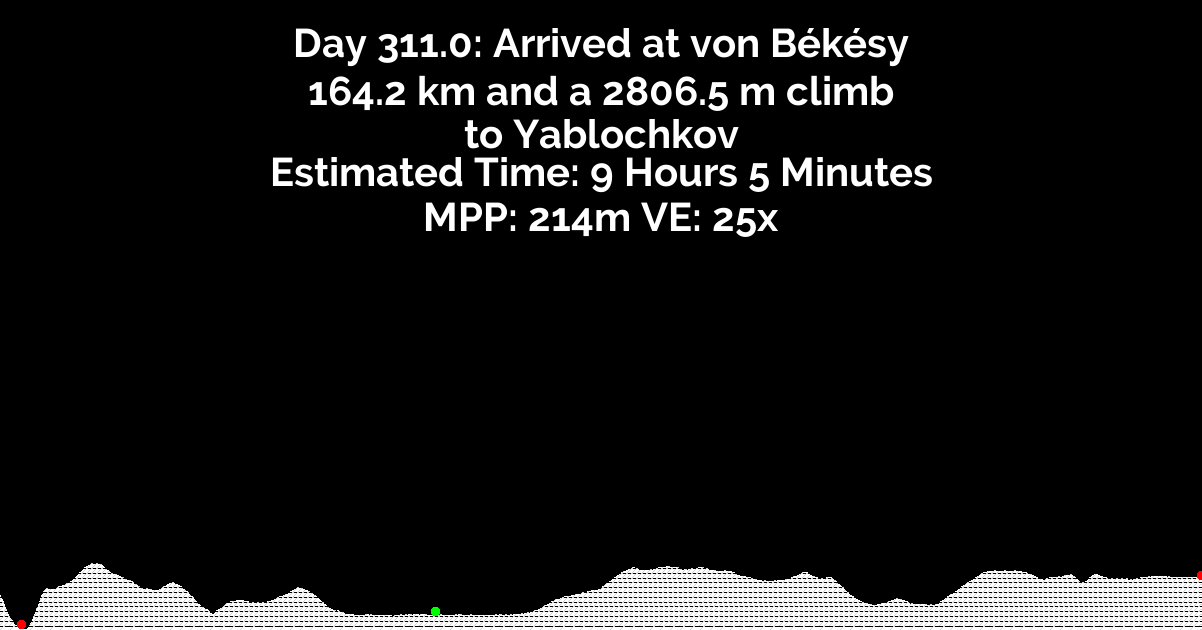 Day 311.0: Arrived at von Békésy
164.2 km and a 2806.5 m climb
to Yablochkov
Estimated Time: 9 Hours 5 Minutes
MPP: 214m VE: 25x